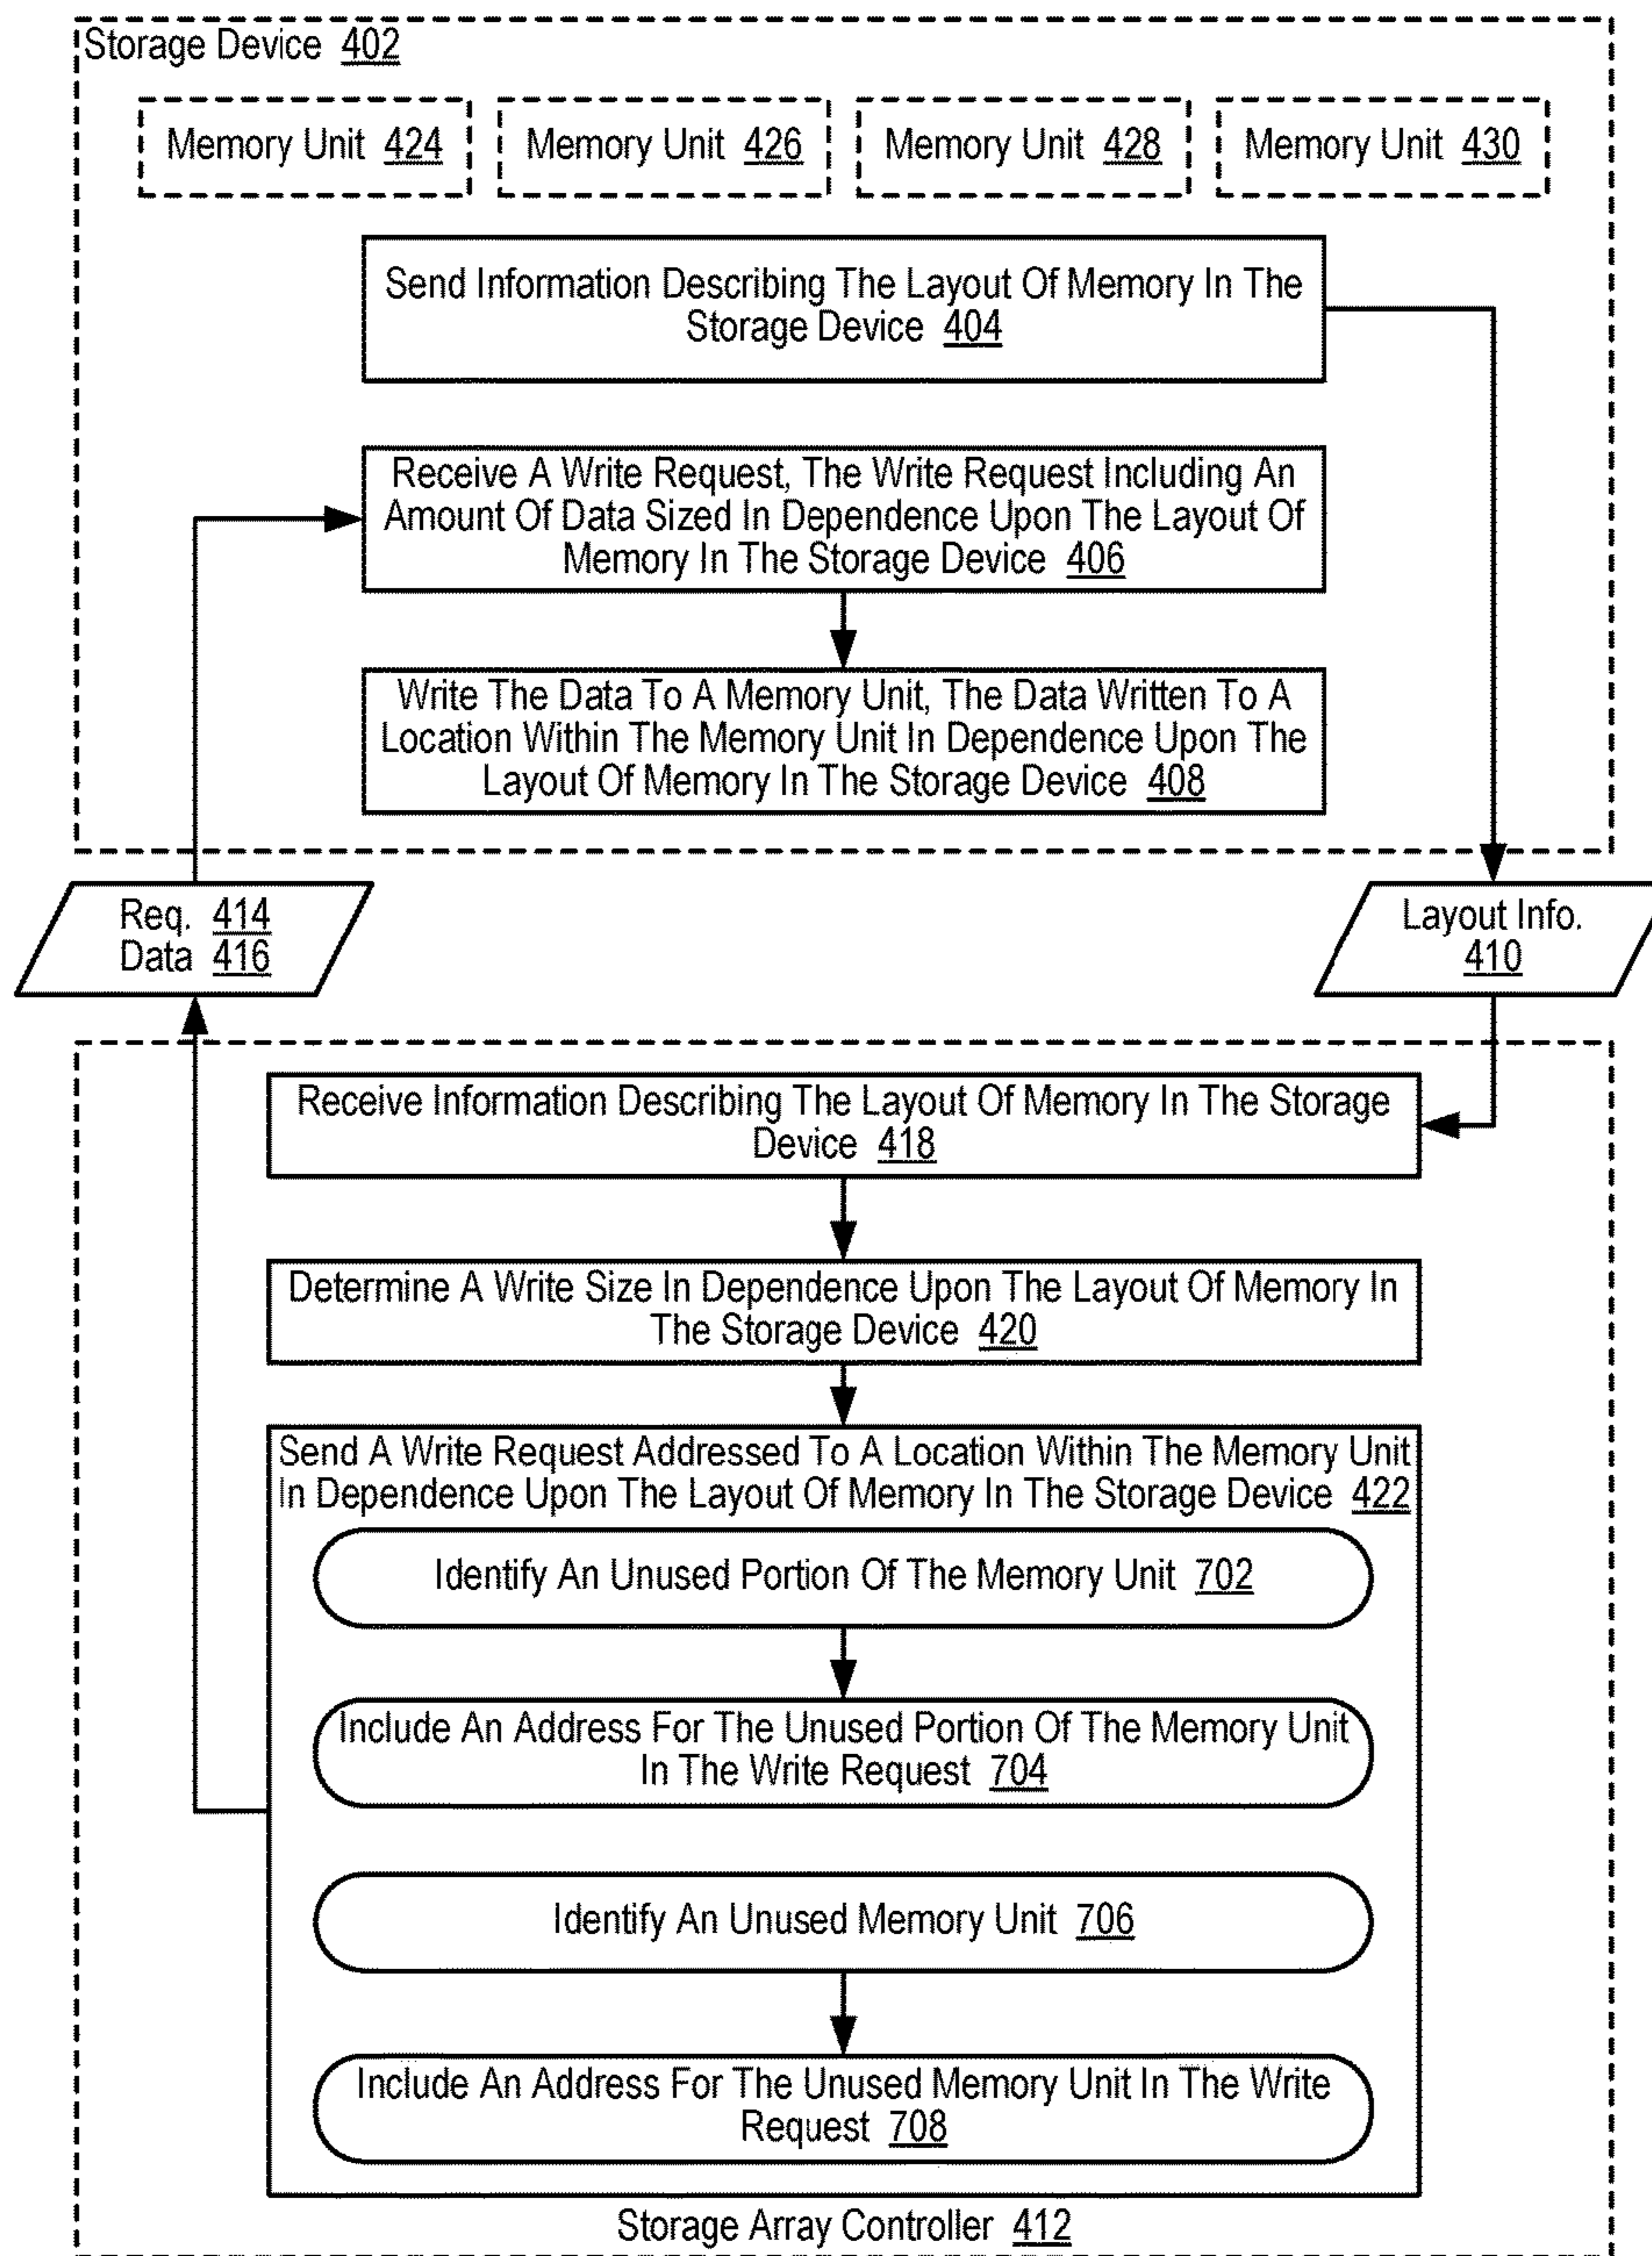 Storage Device 402
Memory Unit 424
Memory Unit 426
Memory Unit 428
Memory Unit 430
Send Information Describing The Layout Of Memory In The
Storage Device 404
Receive A Write Request, The Write Request Including An
Amount Of Data Sized In Dependence Upon The Layout Of
Memory In The Storage Device 406
Write The Data To A Memory Unit, The Data Written To A
Location Within The Memory Unit In Dependence Upon The
Layout Of Memory In The Storage Device 408
Req. 414
Data 416
Layout Info.
410
Receive Information Describing The Layout Of Memory In The Storage
Device 418
Determine A Write Size In Dependence Upon The Layout Of Memory In
The Storage Device 420
Send A Write Request Addressed To A Location Within The Memory Unit
In Dependence Upon The Layout Of Memory In The Storage Device 422
Identify An Unused Portion Of The Memory Unit 702
Include An Address For The Unused Portion Of The Memory Unit
In The Write Request 704
Identify An Unused Memory Unit 706
Include An Address For The Unused Memory Unit In The Write
Request 708
Storage Array Controller 412